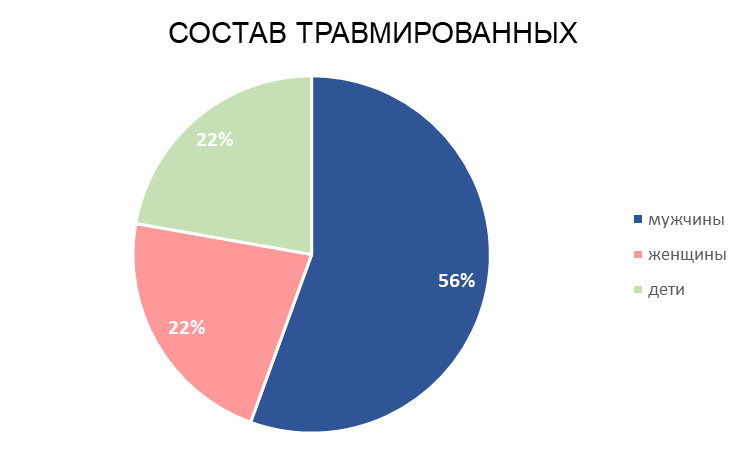 СОСТАВ ТРАВМИРОВАННЫХ
22%
56%
22%
мужчины
женщины
дети